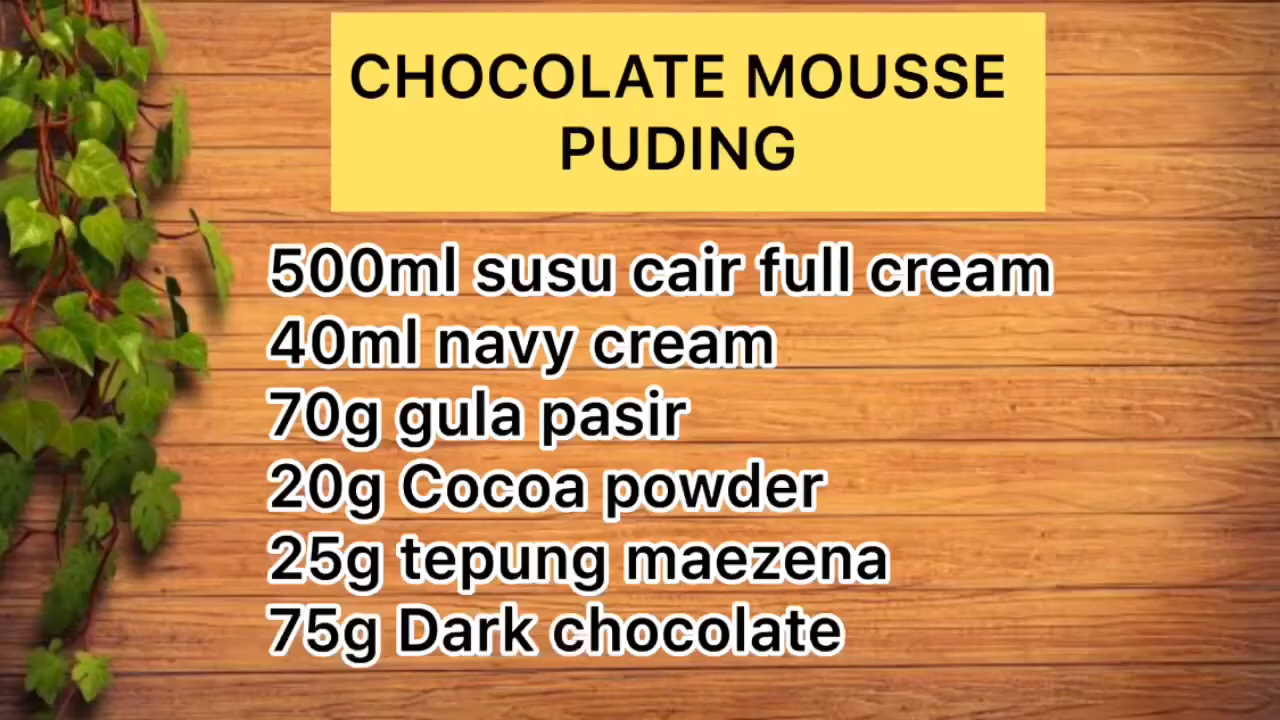 CHOCOLATE MOUSSE
PUDING
500ml susu cair full cream
40ml navy cream
70g gula pasir
20g Cocoa powder
25g tepung maezena
75g Dark chocolate